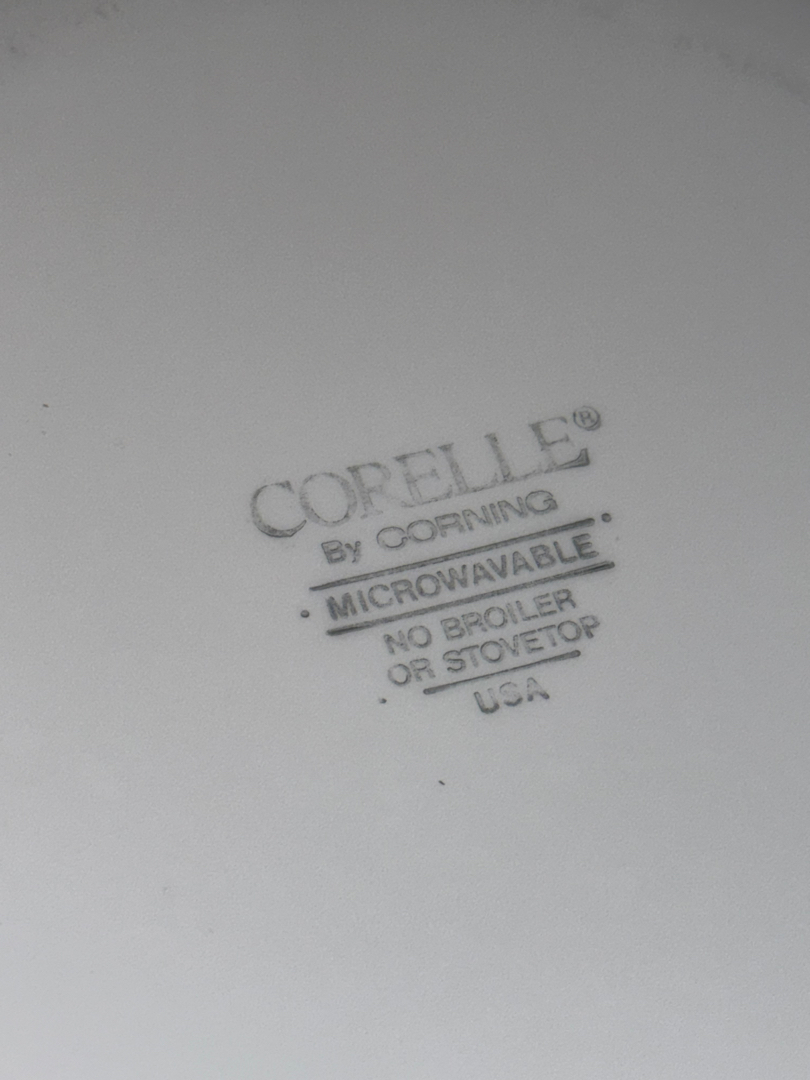 CORELLE®
By CORNING
• MICROWAVABLE •
NO BROILER
OR STOVETOP
USA